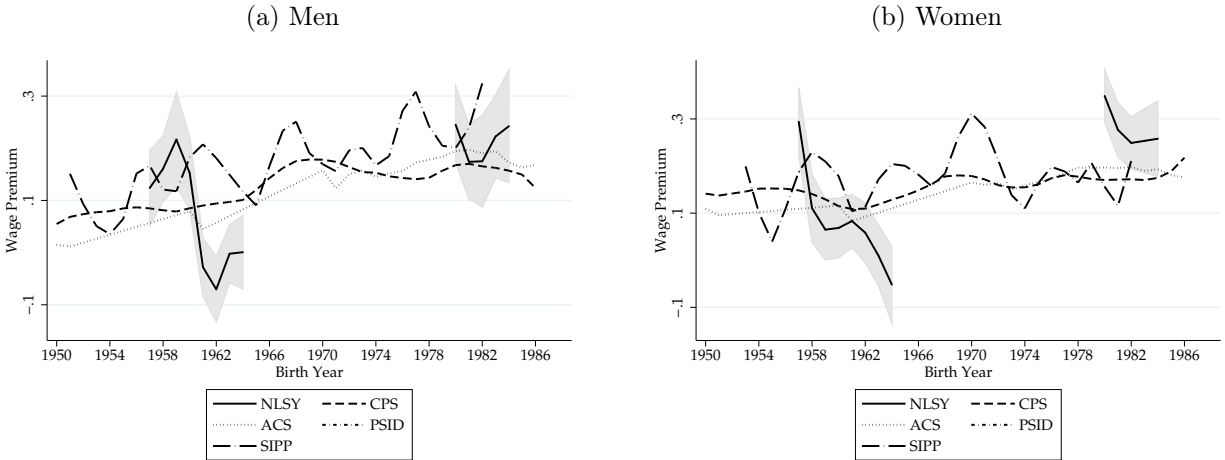 (a) Men
Wage Premium
.3
.1
-.1
1950 1954 1958 1962 1966 1970 1974 1978 1982 1986
Birth Year
NLSY CPS
ACS PSID
SIPP
(b) Women
Wage Premium
.3
.1
-.1
1950 1954 1958 1962 1966 1970 1974 1978 1982 1986
Birth Year
NLSY CPS
ACS PSID
SIPP